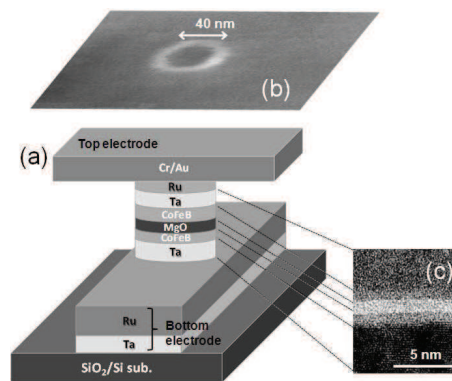 40 nm
(b)
(a)
Top electrode
Cr/Au
Ru
Ta
CoFeB
MgO
CoFeB
Ta
(c)
5 nm
Ru
Bottom
electrode
Ta
SiO₂/Si sub.